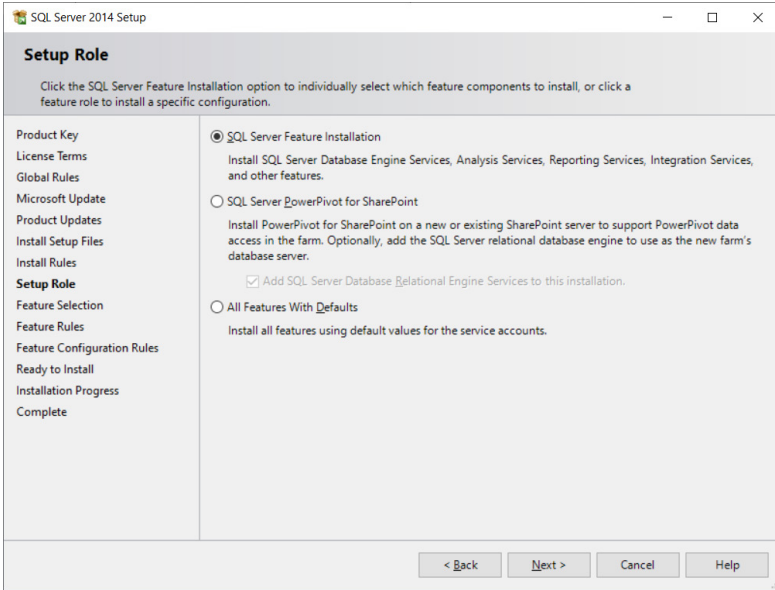 SQL Server 2014 Setup
Setup Role
Click the SQL Server Feature Installation option to individually select which feature components to install, or click a
feature role to install a specific configuration.
Product Key
License Terms
Global Rules
Microsoft Update
Product Updates
Install Setup Files
Install Rules
Setup Role
Feature Selection
Feature Rules
Feature Configuration Rules
Ready to Install
Installation Progress
Complete
SQL Server Feature Installation
Install SQL Server Database Engine Services, Analysis Services, Reporting Services, Integration Services,
and other features.
SQL Server PowerPivot for SharePoint
Install PowerPivot for SharePoint on a new or existing SharePoint server to support PowerPivot data
access in the farm. Optionally, add the SQL Server relational database engine to use as the new farm's
database server.
Add SQL Server Database Relational Engine Services to this installation.
All Features With Defaults
Install all features using default values for the service accounts.
< Back
Next >
Cancel
Help